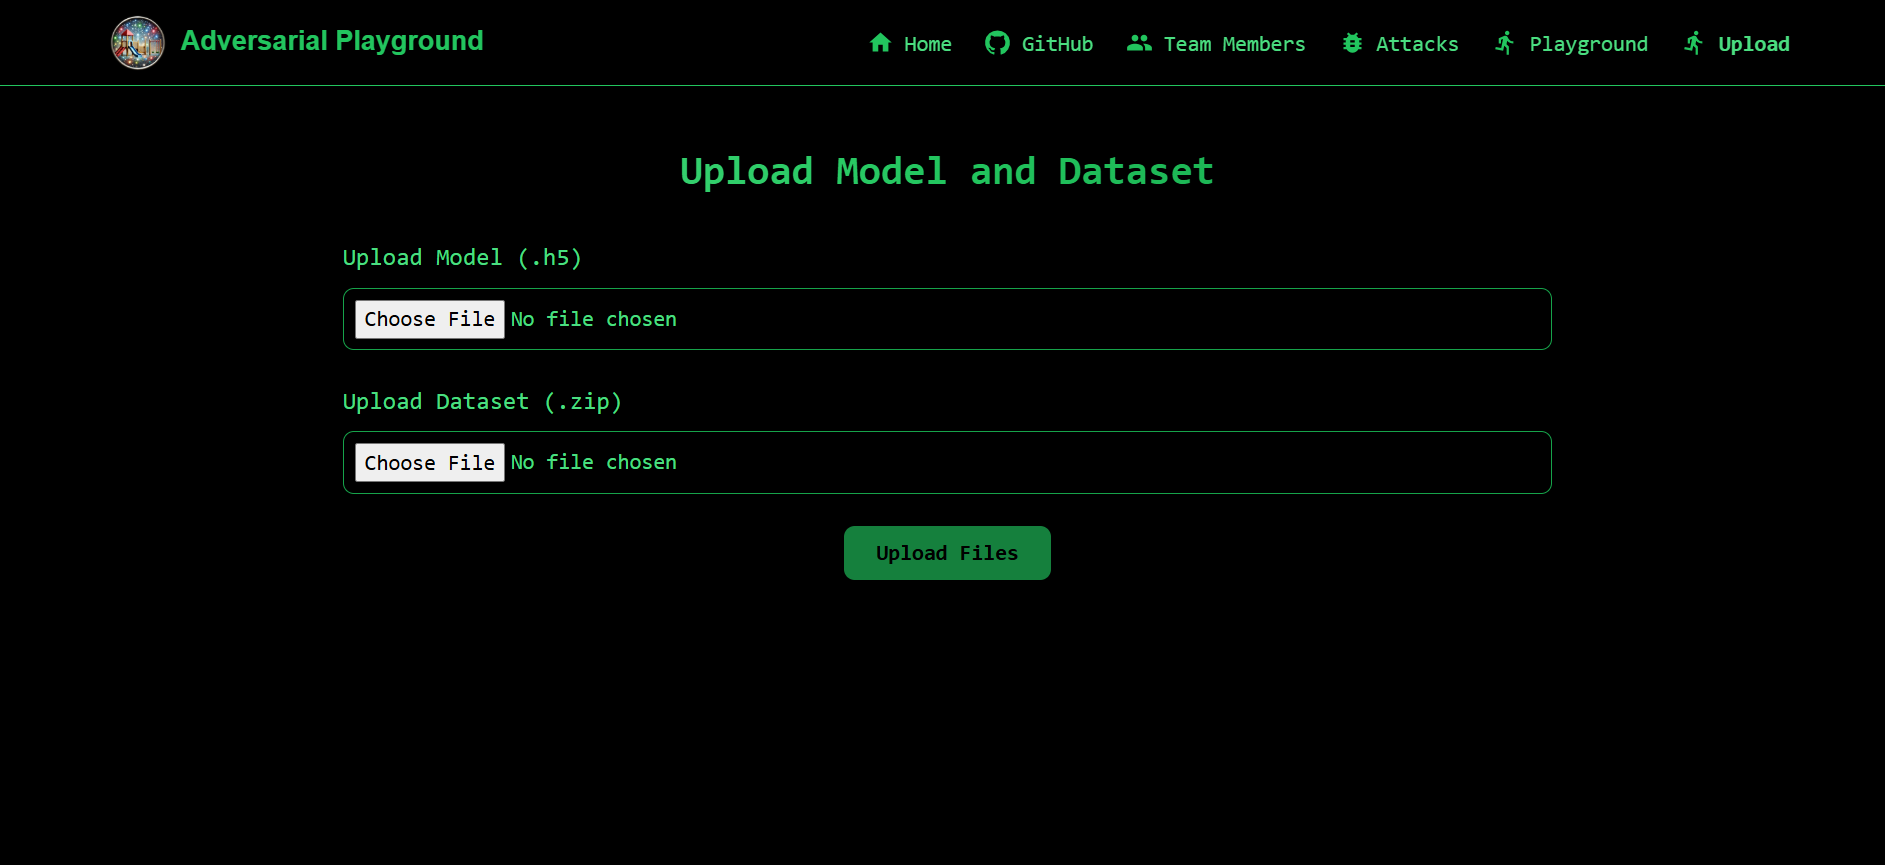 Adversarial Playground
Home GitHub Team Members Attacks Playground Upload
Upload Model and Dataset
Upload Model (.h5)
Choose File No file chosen
Upload Dataset (.zip)
Choose File No file chosen
Upload Files